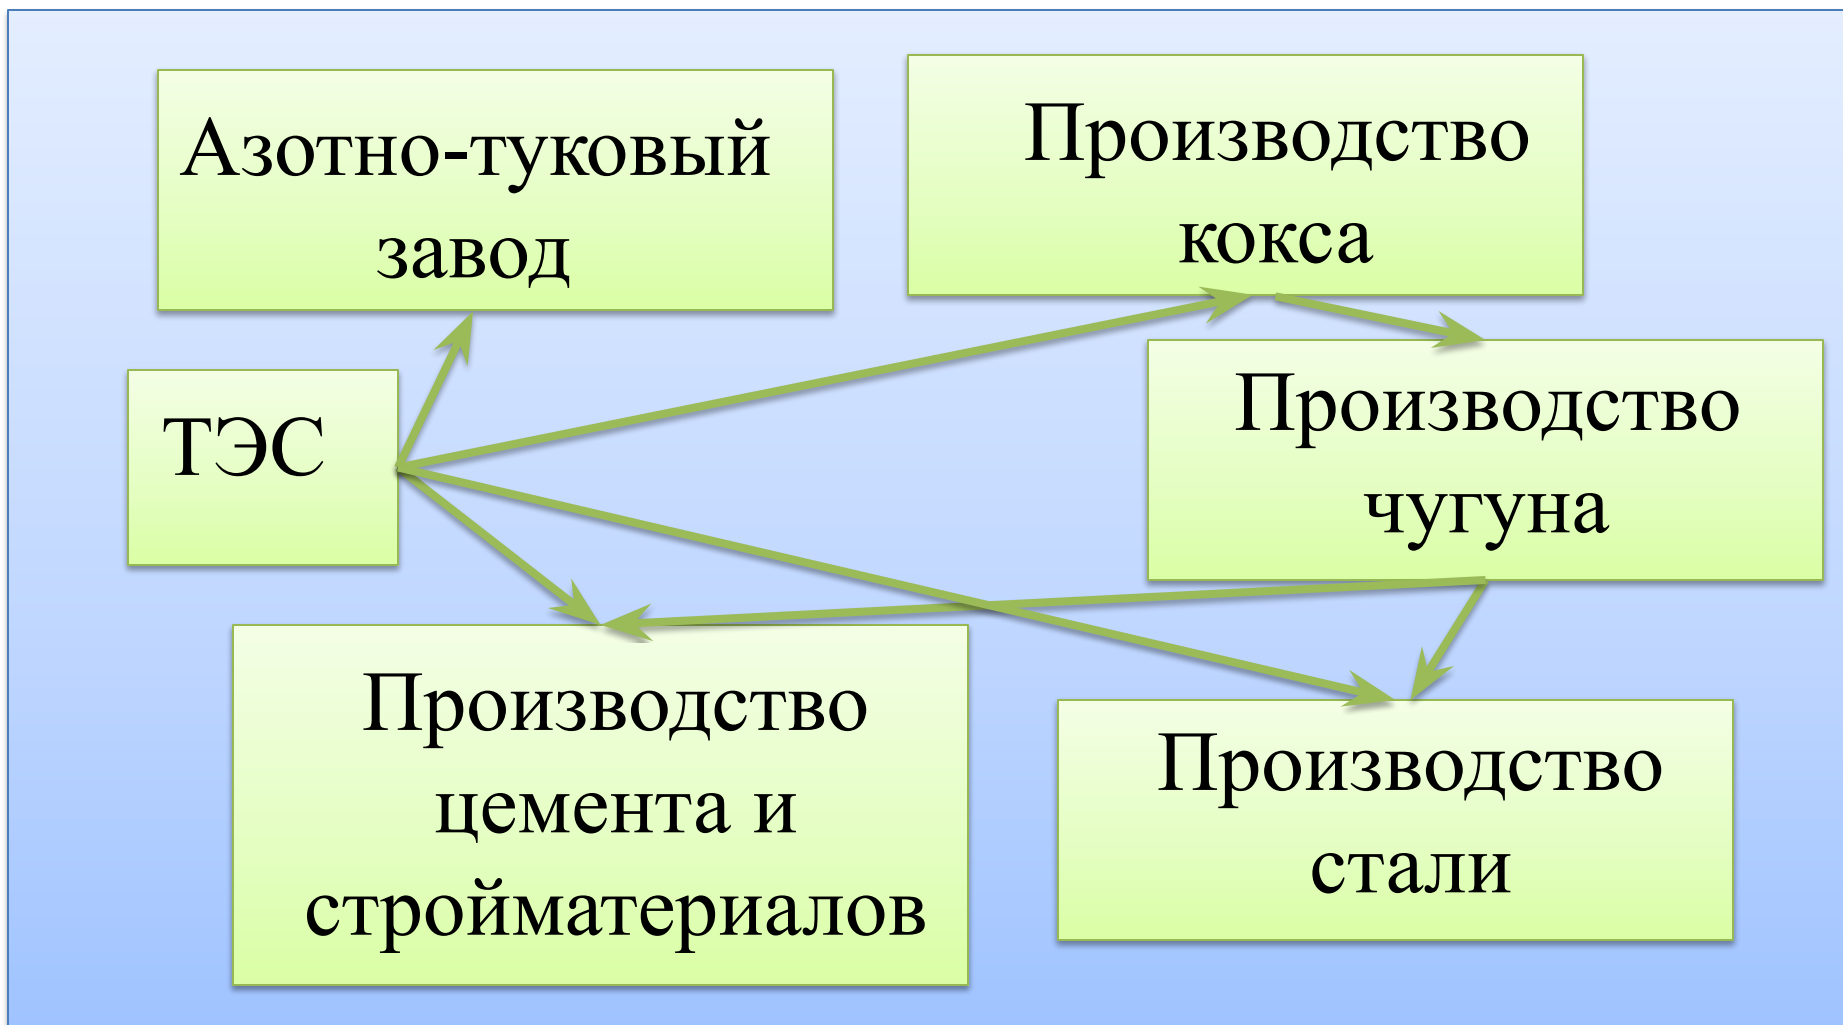 Азотно-туковый
завод
Производство
кокса
ТЭС
Производство
чугуна
Производство
цемента и
стройматериалов
Производство
стали